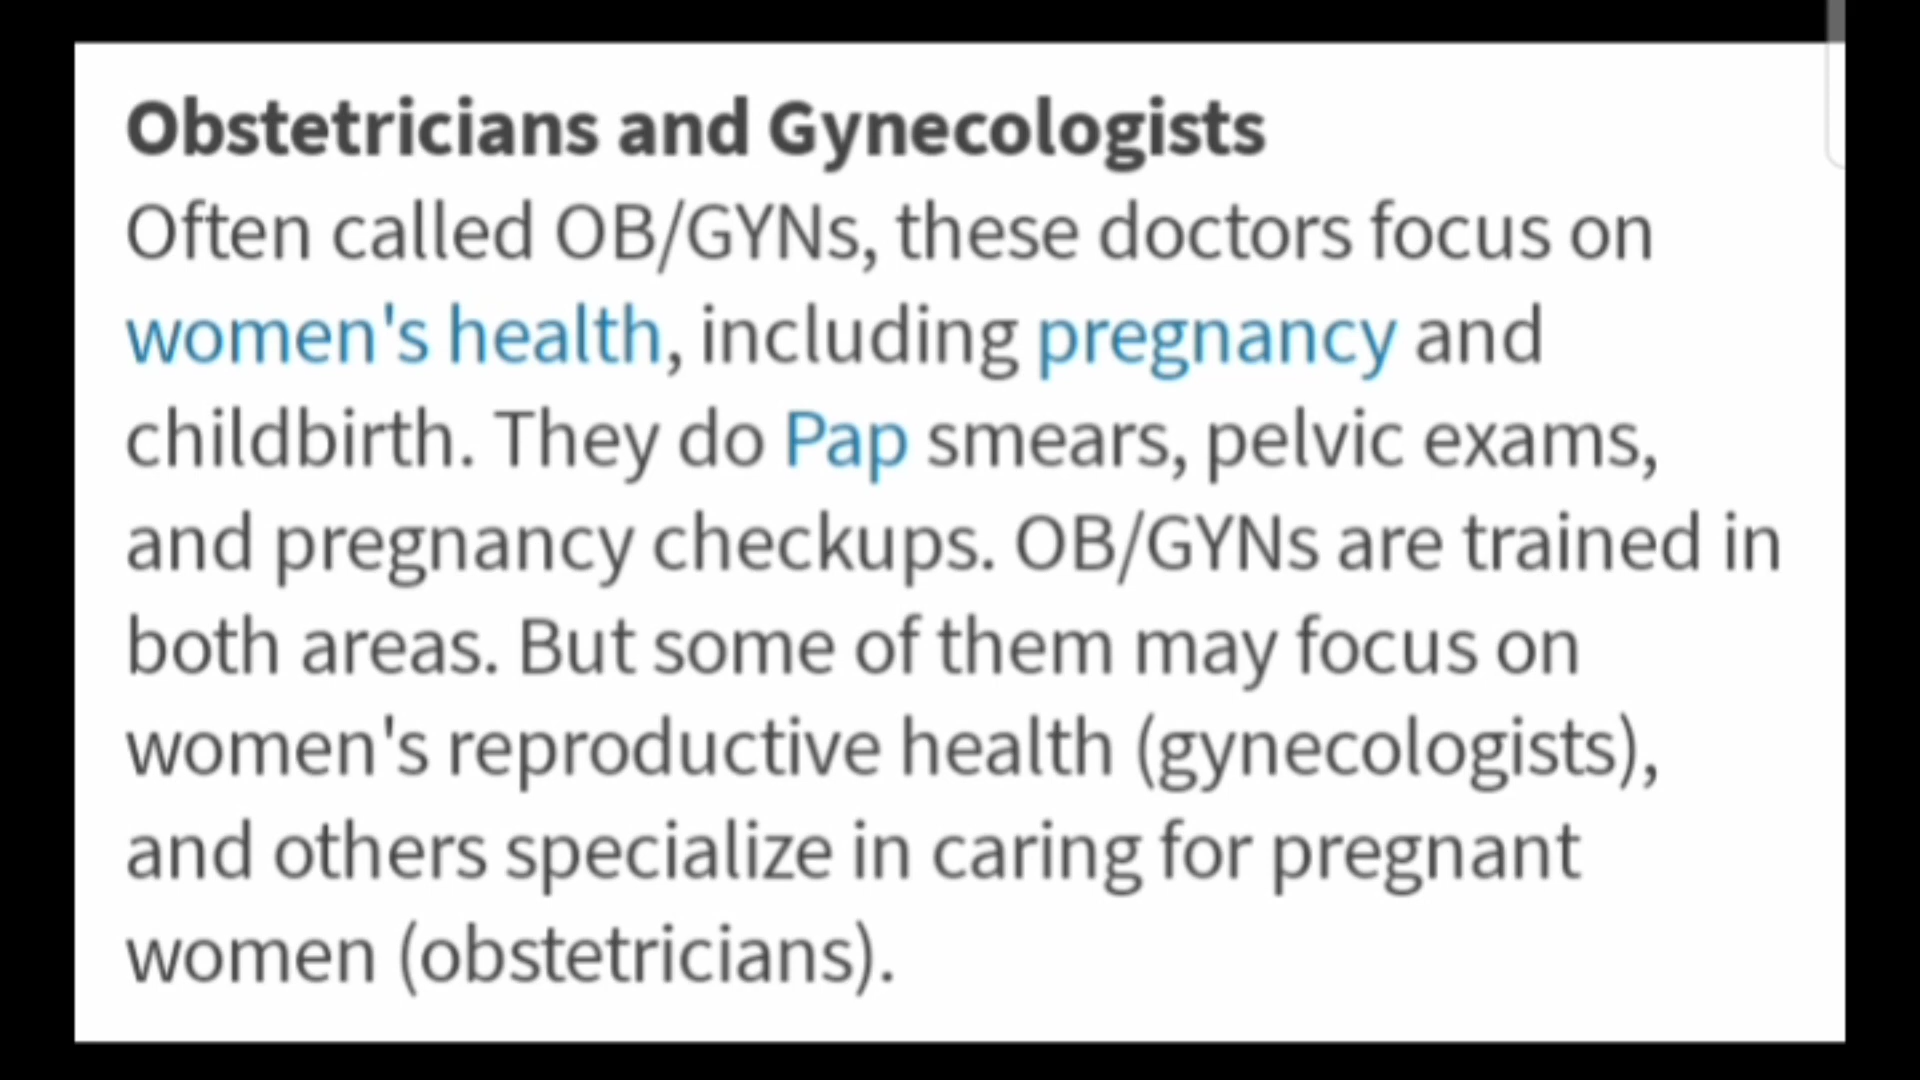 Obstetricians and Gynecologists
Often called OB/GYNs, these doctors focus on
women's health, including pregnancy and
childbirth. They do Pap smears, pelvic exams,
and pregnancy checkups. OB/GYNs are trained in
both areas. But some of them may focus on
women's reproductive health (gynecologists),
and others specialize in caring for pregnant
women (obstetricians).